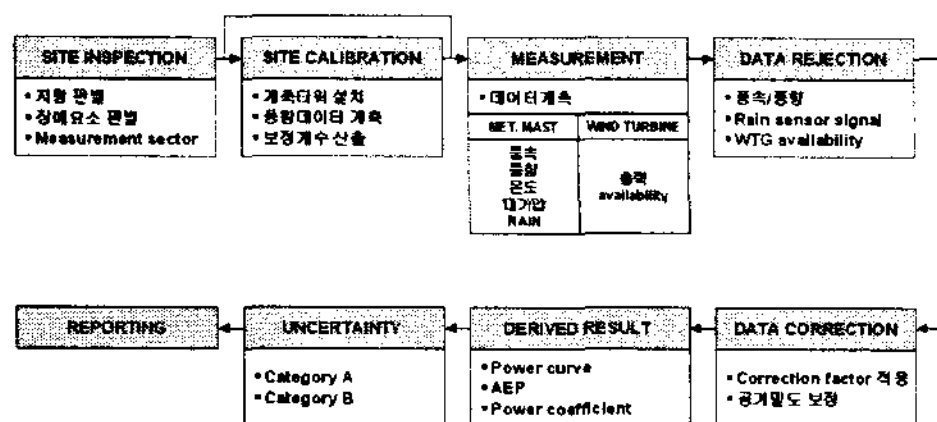 SITE INSPECTION
• 지형 판별
• 장애요소 판별
• Measurement sector
SITE CALIBRATION
• 계측타워 설치
• 풍황데이터 계측
• 보정계수 산출
MEASUREMENT
• 데이터계측
MET. MAST
WIND TURBINE
풍속
풍향
온도
대기압
RAIN
출력
availability
DATA REJECTION
• 풍속/풍향
• Rain sensor signal
• WTG availability
REPORTING
UNCERTAINTY
• Category A
• Category B
DERIVED RESULT
• Power curva
• AEP
• Power coefficient
DATA CORRECTION
• Correction factor 적용
• 공기밀도 보정